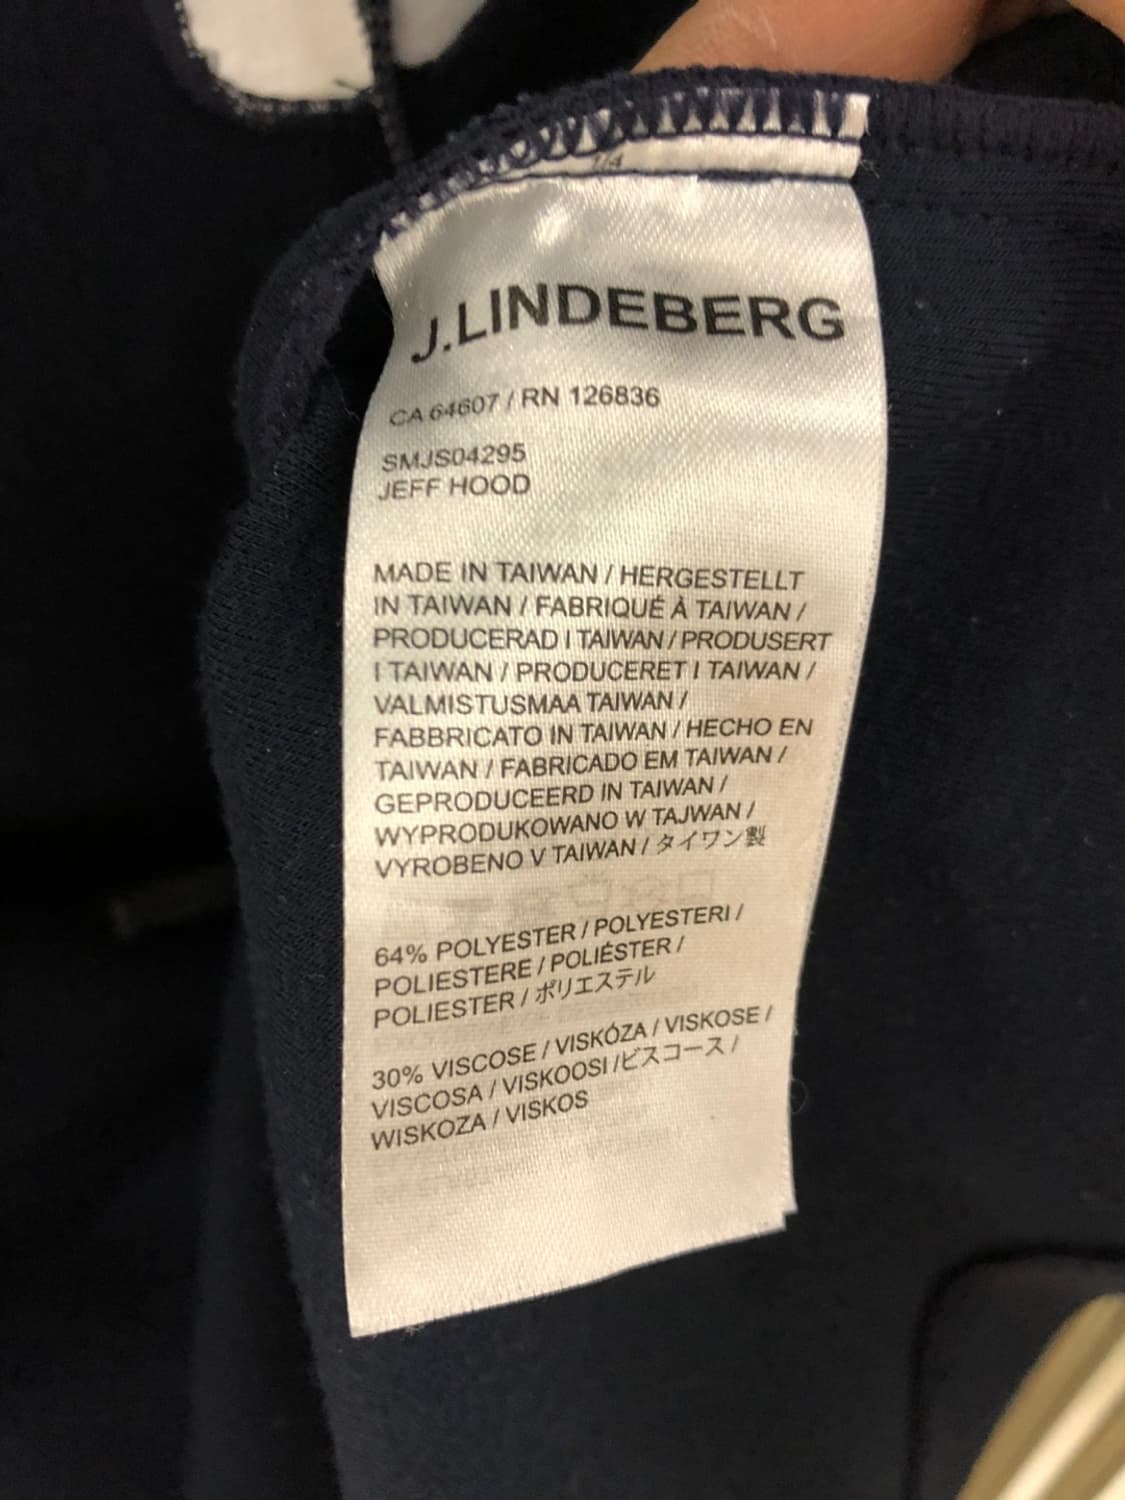 1/4
J.LINDEBERG
CA 64607 / RN 126836
SMJS04295
JEFF HOOD
MADE IN TAIWAN / HERGESTELLT
IN TAIWAN / FABRIQUÉ À TAIWAN /
PRODUCERAD I TAIWAN / PRODUSERT
I TAIWAN / PRODUCERET I TAIWAN /
VALMISTUSMAA TAIWAN /
FABBRICATO IN TAIWAN / HECHO EN
TAIWAN / FABRICADO EM TAIWAN /
GEPRODUCEERD IN TAIWAN /
WYPRODUKOWANO W TAJWAN /
VYROBENO V TAIWAN / タイワン製
64% POLYESTER / POLYESTERI /
POLIESTERE / POLIÉSTER /
POLIESTER / ポリエステル
30% VISCOSE / VISKÓZA / VISKOSE /
VISCOSA / VISKOOSI /ビスコース /
WISKOZA / VISKOS